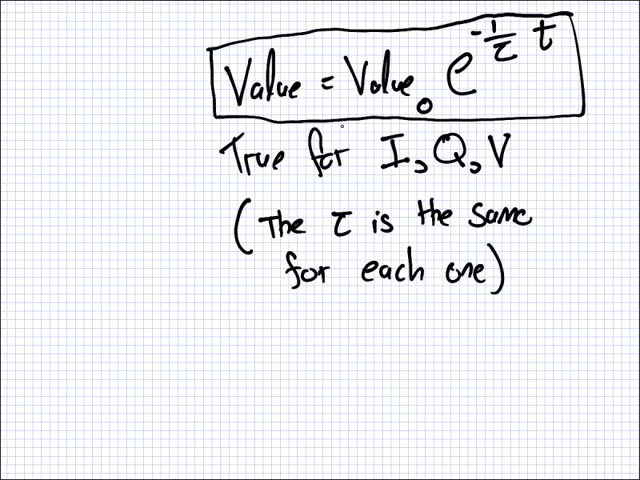 Value = Value₀ e^(-1/τ t)
True for I, Q, V
(The τ is the same
for each one)